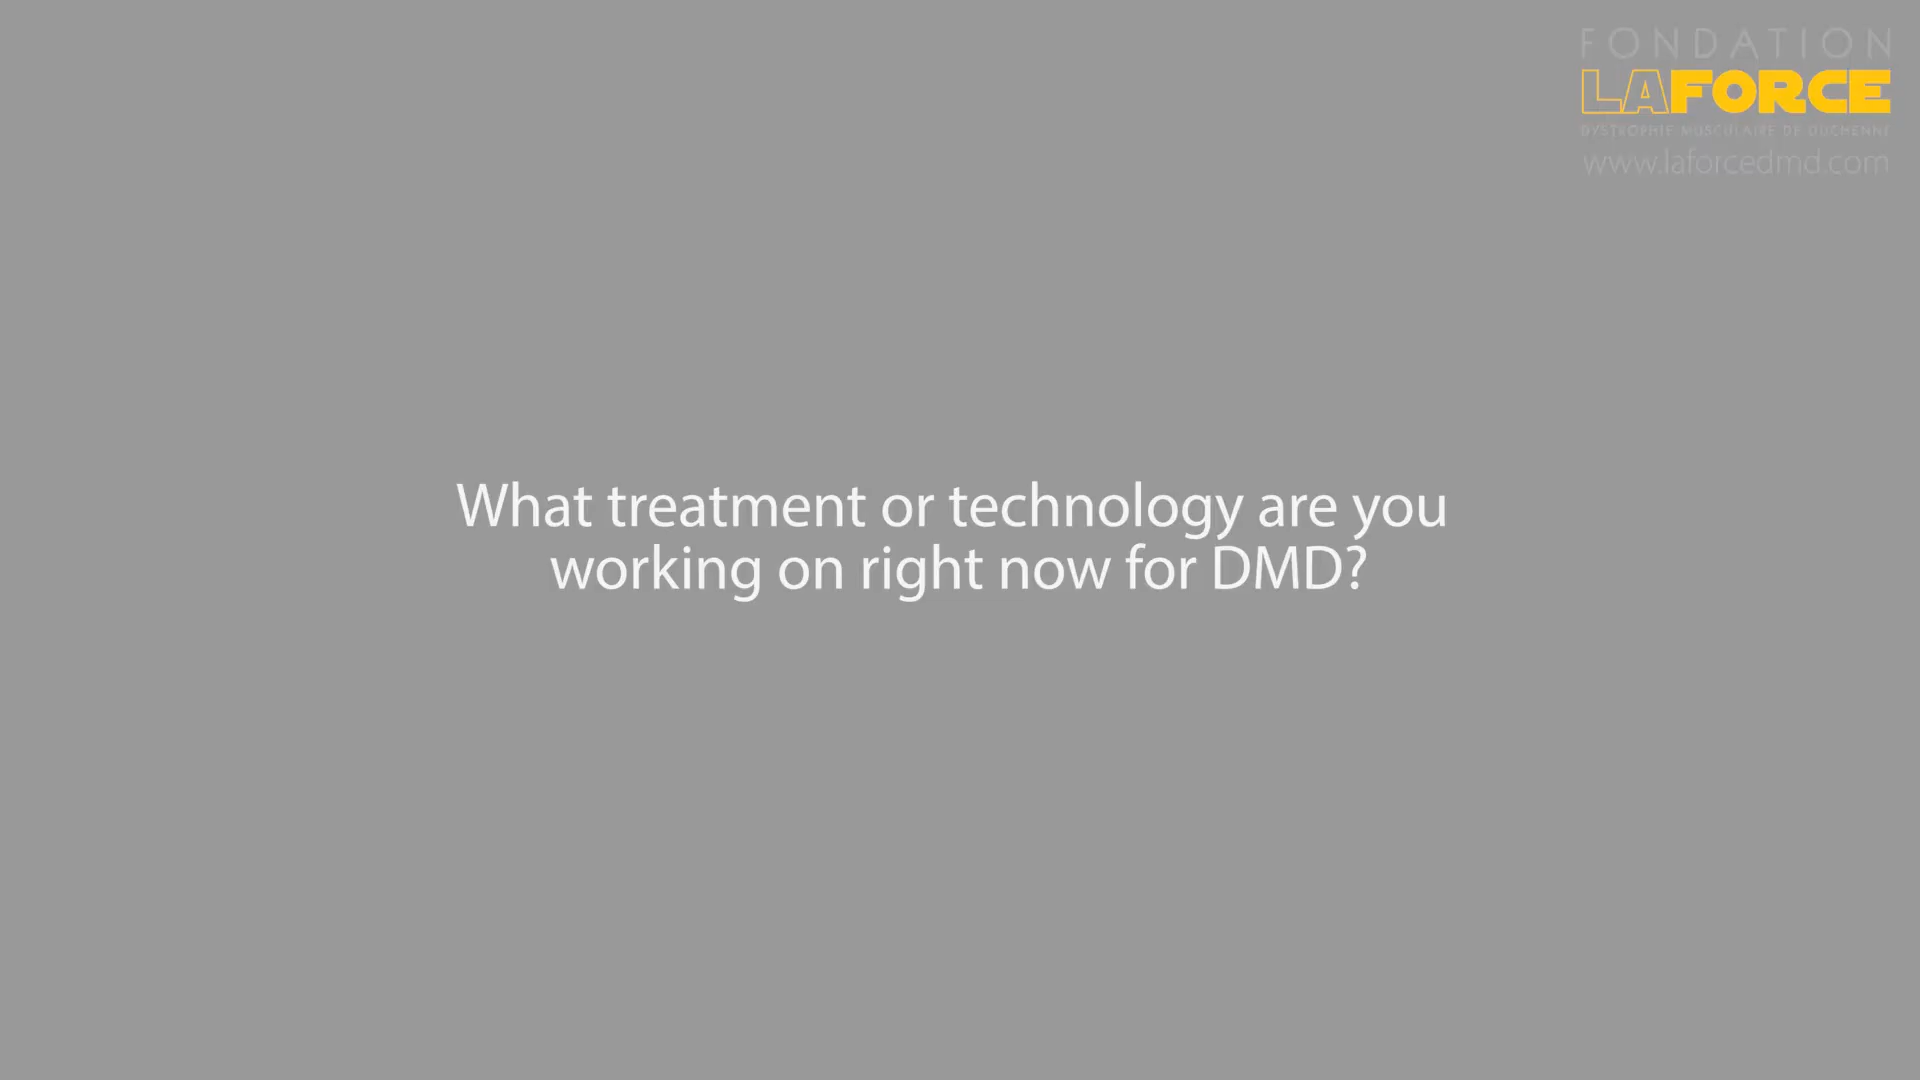 FONDATION
LAFORCE
DYSTROPHIE MUSCULAIRE DE DUCHENNE
www.laforcedmd.com
What treatment or technology are you
working on right now for DMD?